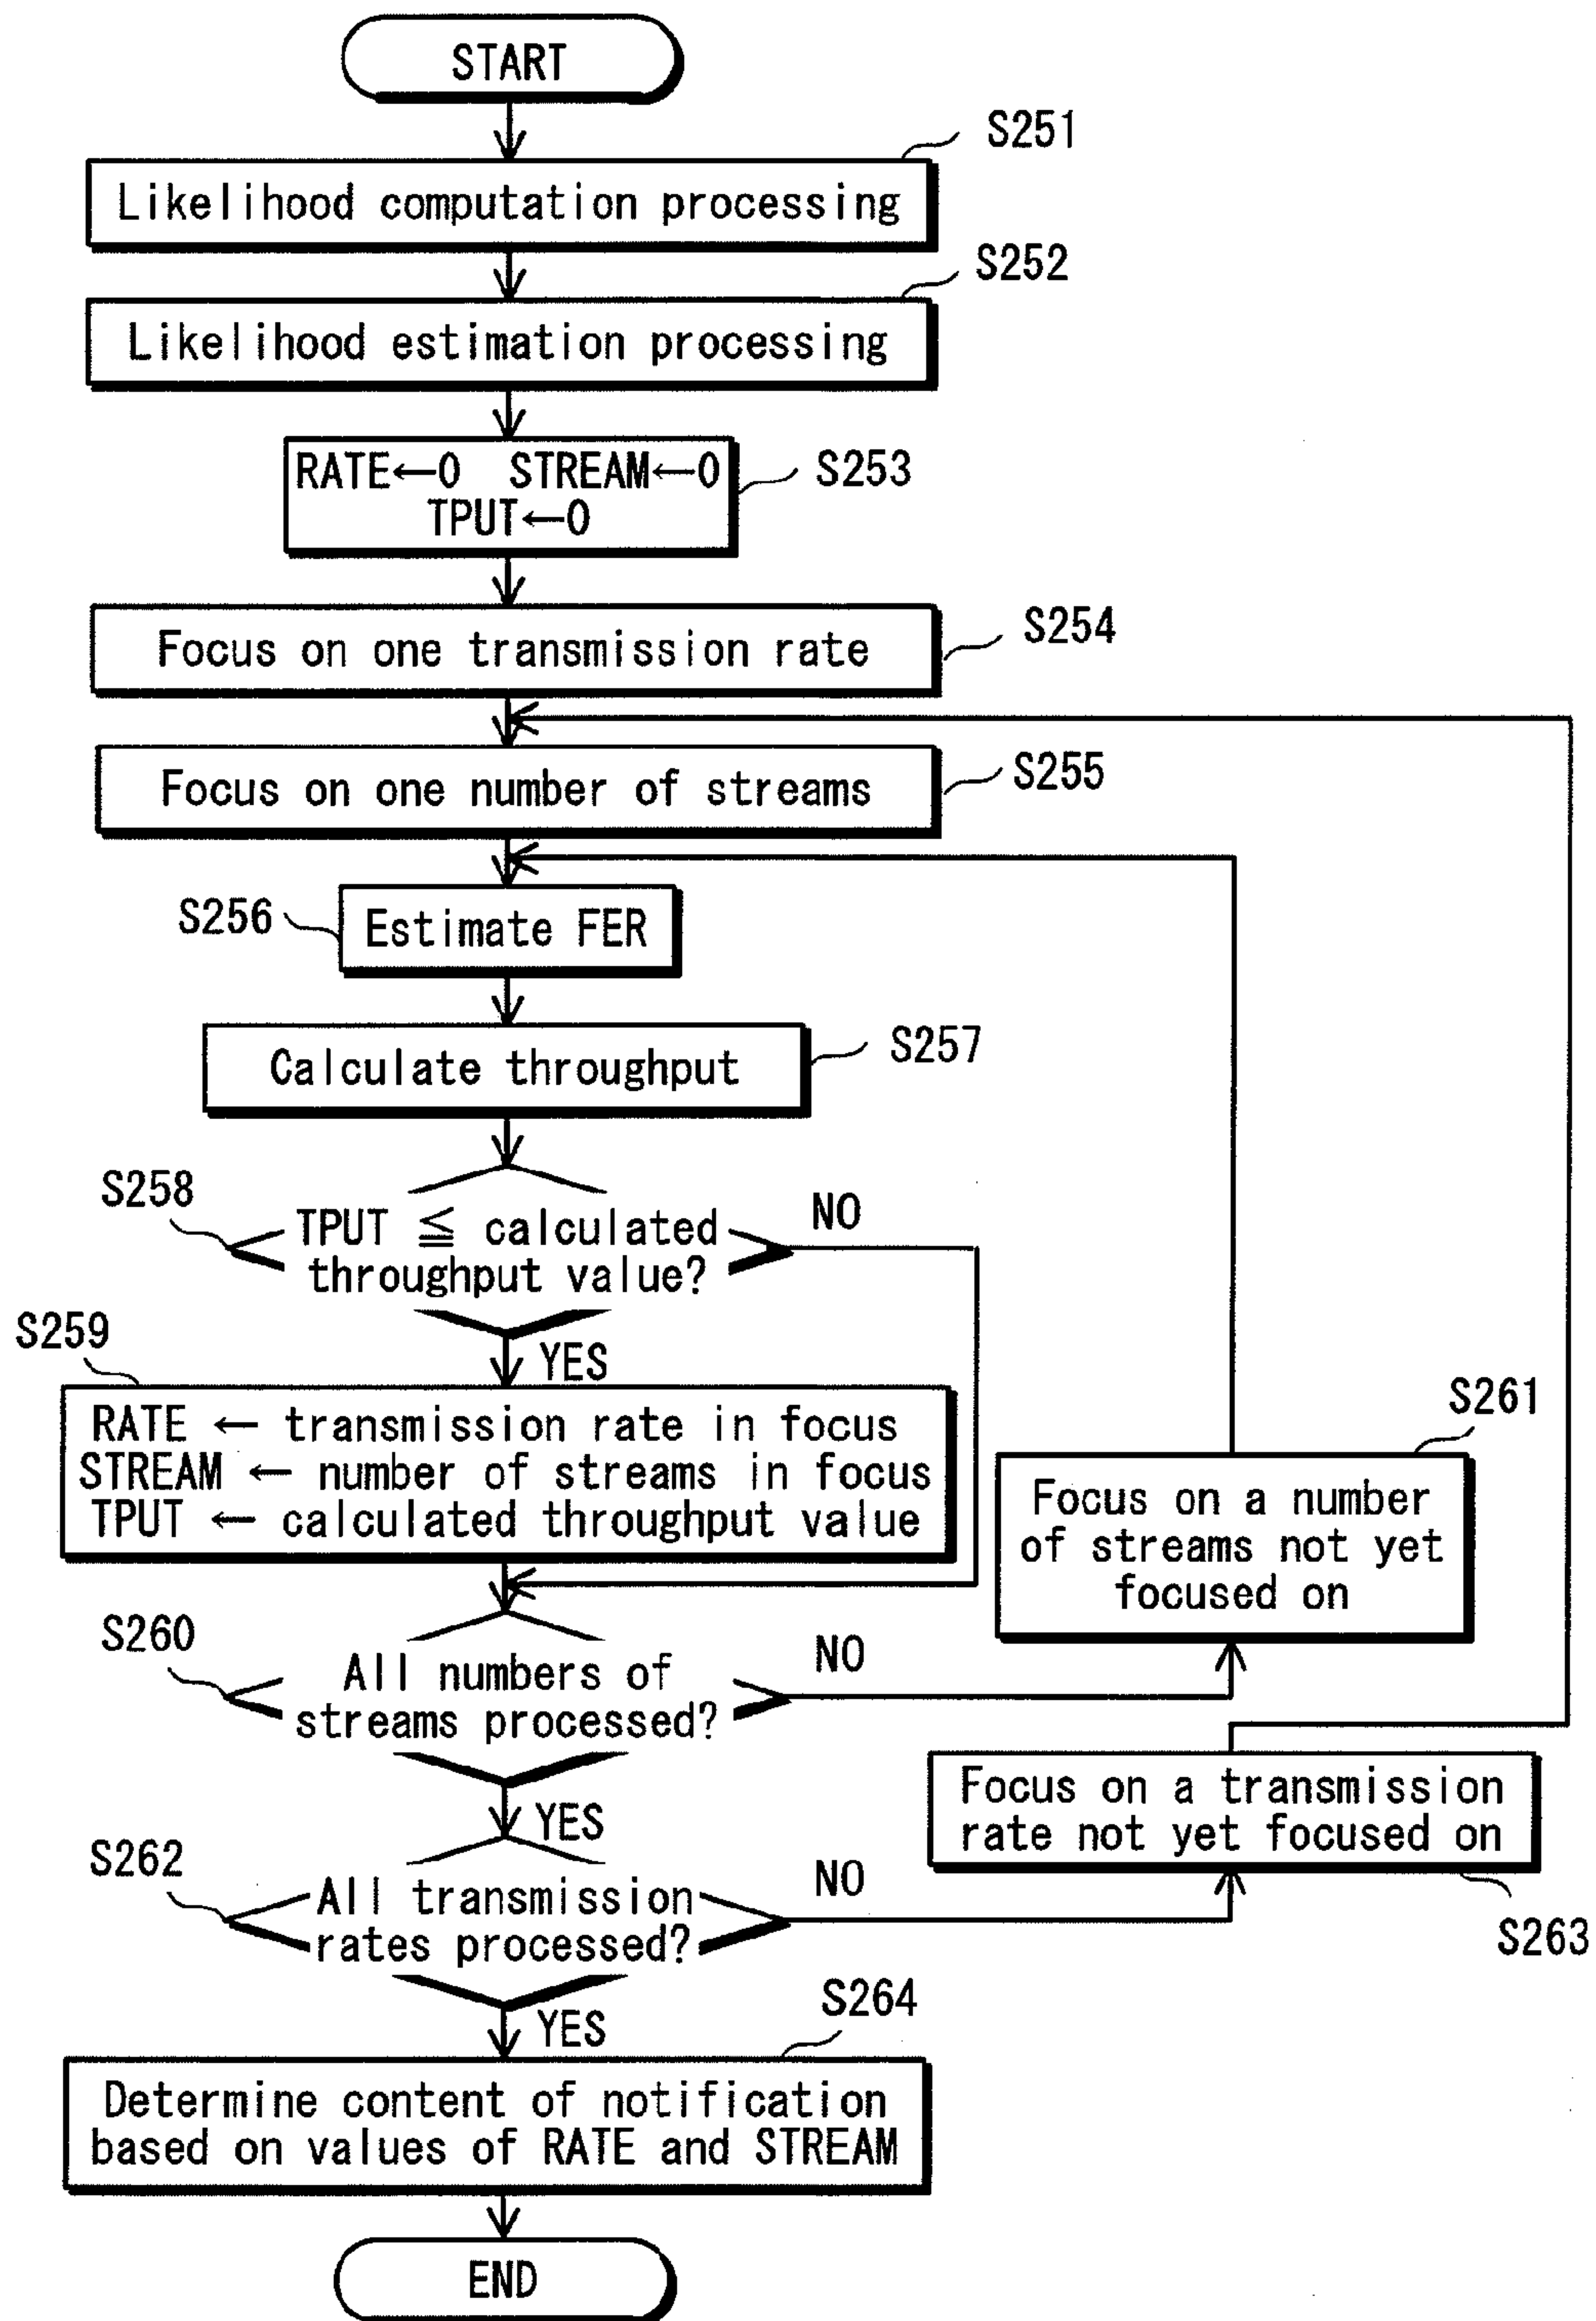 START
S251
Likelihood computation processing
S252
Likelihood estimation processing
RATE←0 STREAM←0
TPUT←0
S253
Focus on one transmission rate
S254
Focus on one number of streams
S255
S256
Estimate FER
Calculate throughput
S257
S258
TPUT ≦ calculated
throughput value?
NO
YES
S259
RATE ← transmission rate in focus
STREAM ← number of streams in focus
TPUT ← calculated throughput value
S261
Focus on a number
of streams not yet
focused on
S260
All numbers of
streams processed?
NO
YES
Focus on a transmission
rate not yet focused on
S263
S262
All transmission
rates processed?
NO
YES
S264
Determine content of notification
based on values of RATE and STREAM
END